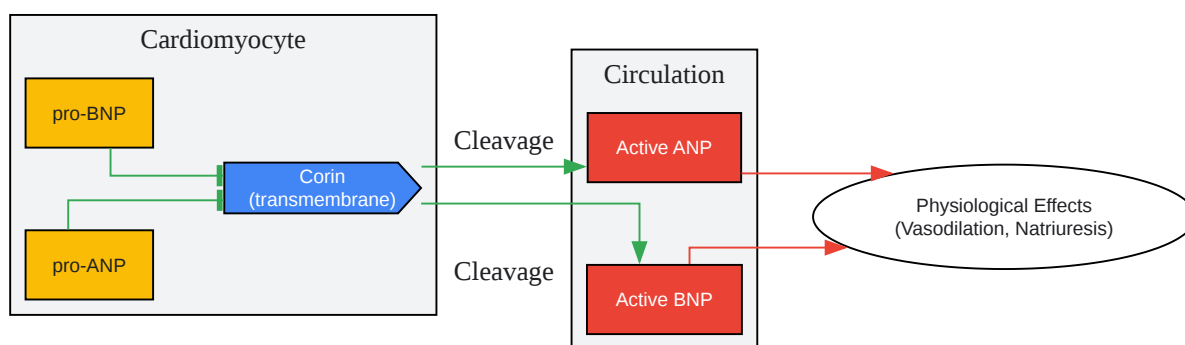 Cardiomyocyte
pro-BNP
Corin
(transmembrane)
pro-ANP
Cleavage
Cleavage
Circulation
Active ANP
Active BNP
Physiological Effects
(Vasodilation, Natriuresis)